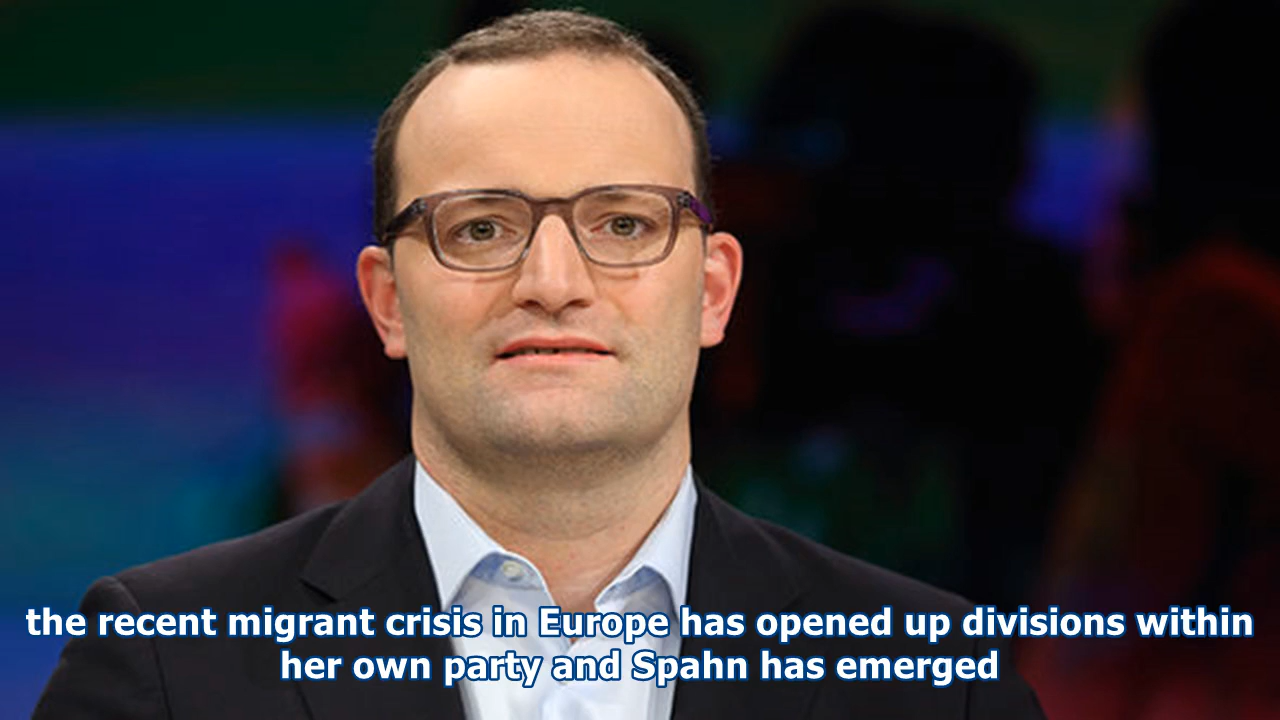 the recent migrant crisis in Europe has opened up divisions within
her own party and Spahn has emerged